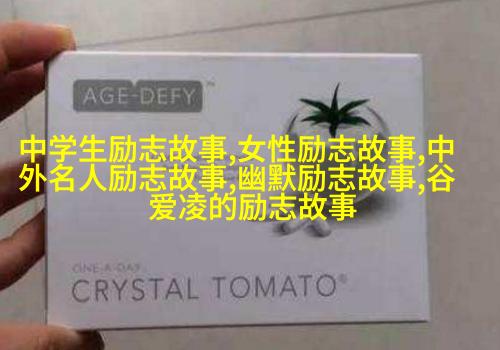 AGE-DEFY™
中学生励志故事,女性励志故事,中
外名人励志故事,幽默励志故事,谷
爱凌的励志故事
ONE-A-DAY
CRYSTAL TOMATO®